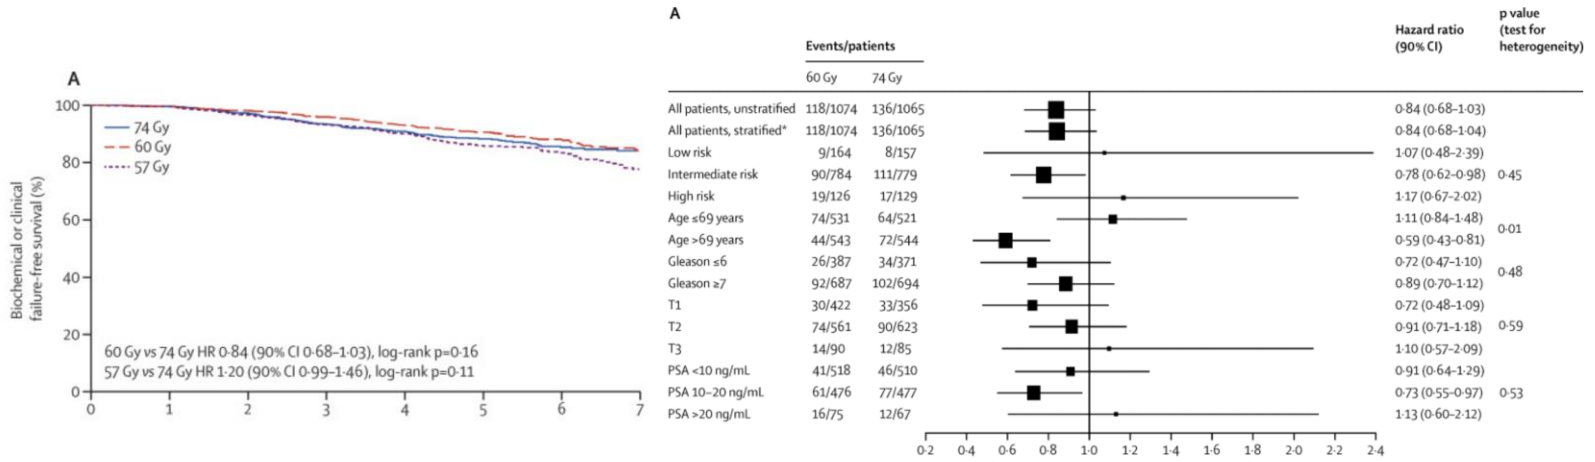 A
100
80
60
40
20
0
Biochemical or clinical
failure-free survival (%)
74 Gy
60 Gy
57 Gy
60 Gy vs 74 Gy HR 0·84 (90% CI 0·68–1·03), log-rank p=0·16
57 Gy vs 74 Gy HR 1·20 (90% CI 0·99–1·46), log-rank p=0·11
0 1 2 3 4 5 6 7
A
Events/patients
Hazard ratio
(90% CI)
p value
(test for
heterogeneity)
60 Gy 74 Gy
All patients, unstratified 118/1074 136/1065 0·84 (0·68–1·03)
All patients, stratified* 118/1074 136/1065 0·84 (0·68–1·04)
Low risk 9/164 8/157 1·07 (0·48–2·39)
Intermediate risk 90/784 111/779 0·78 (0·62–0·98) 0·45
High risk 19/126 17/129 1·17 (0·67–2·02)
Age ≤69 years 74/531 64/521 1·11 (0·84–1·48)
0·01
Age >69 years 44/543 72/544 0·59 (0·43–0·81)
Gleason ≤6 26/387 34/371 0·72 (0·47–1·10)
0·48
Gleason ≥7 92/687 102/694 0·89 (0·70–1·12)
T1 30/422 33/356 0·72 (0·48–1·09)
T2 74/561 90/623 0·91 (0·71–1·18) 0·59
T3 14/90 12/85 1·10 (0·57–2·09)
PSA <10 ng/mL 41/518 46/510 0·91 (0·64–1·29)
PSA 10–20 ng/mL 61/476 77/477 0·73 (0·55–0·97) 0·53
PSA >20 ng/mL 16/75 12/67 1·13 (0·60–2·12)
0·2 0·4 0·6 0·8 1·0 1·2 1·4 1·6 1·8 2·0 2·2 2·4